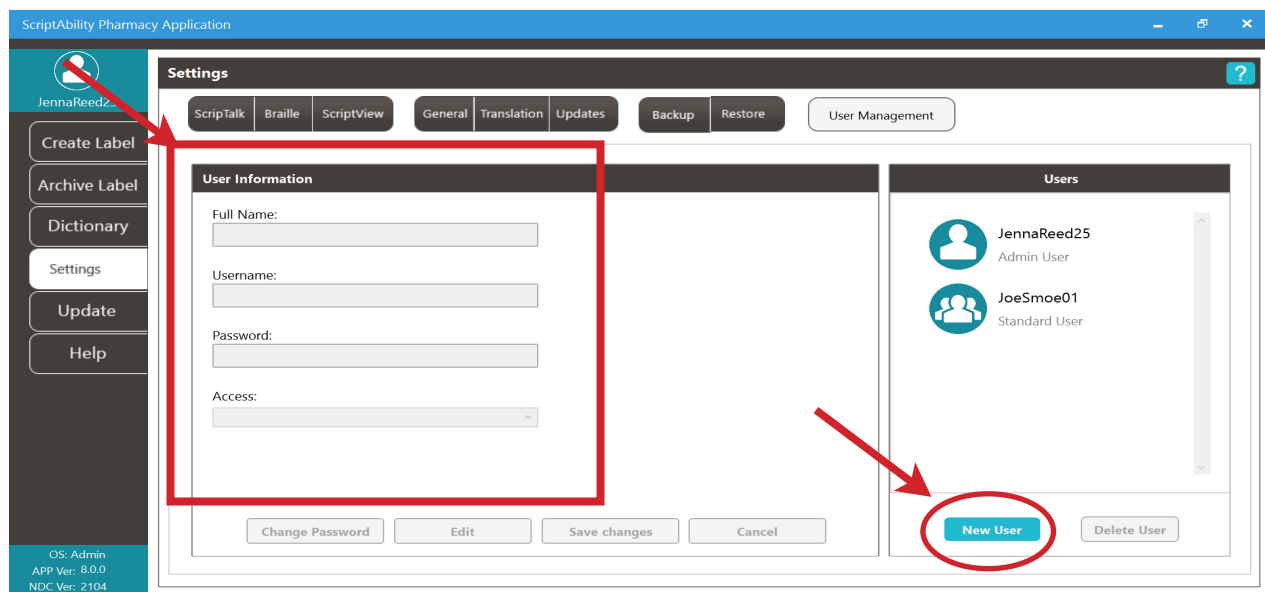 ScriptAbility Pharmacy Application
JennaReed25
Create Label
Archive Label
Dictionary
Settings
Update
Help
OS: Admin
APP Ver: 8.0.0
NDC Ver: 2104
Settings
?
ScripTalk Braille ScriptView General Translation Updates Backup Restore User Management
User Information
Full Name:
Username:
Password:
Access:
Change Password Edit Save changes Cancel
Users
JennaReed25
Admin User
JoeSmoe01
Standard User
New User Delete User